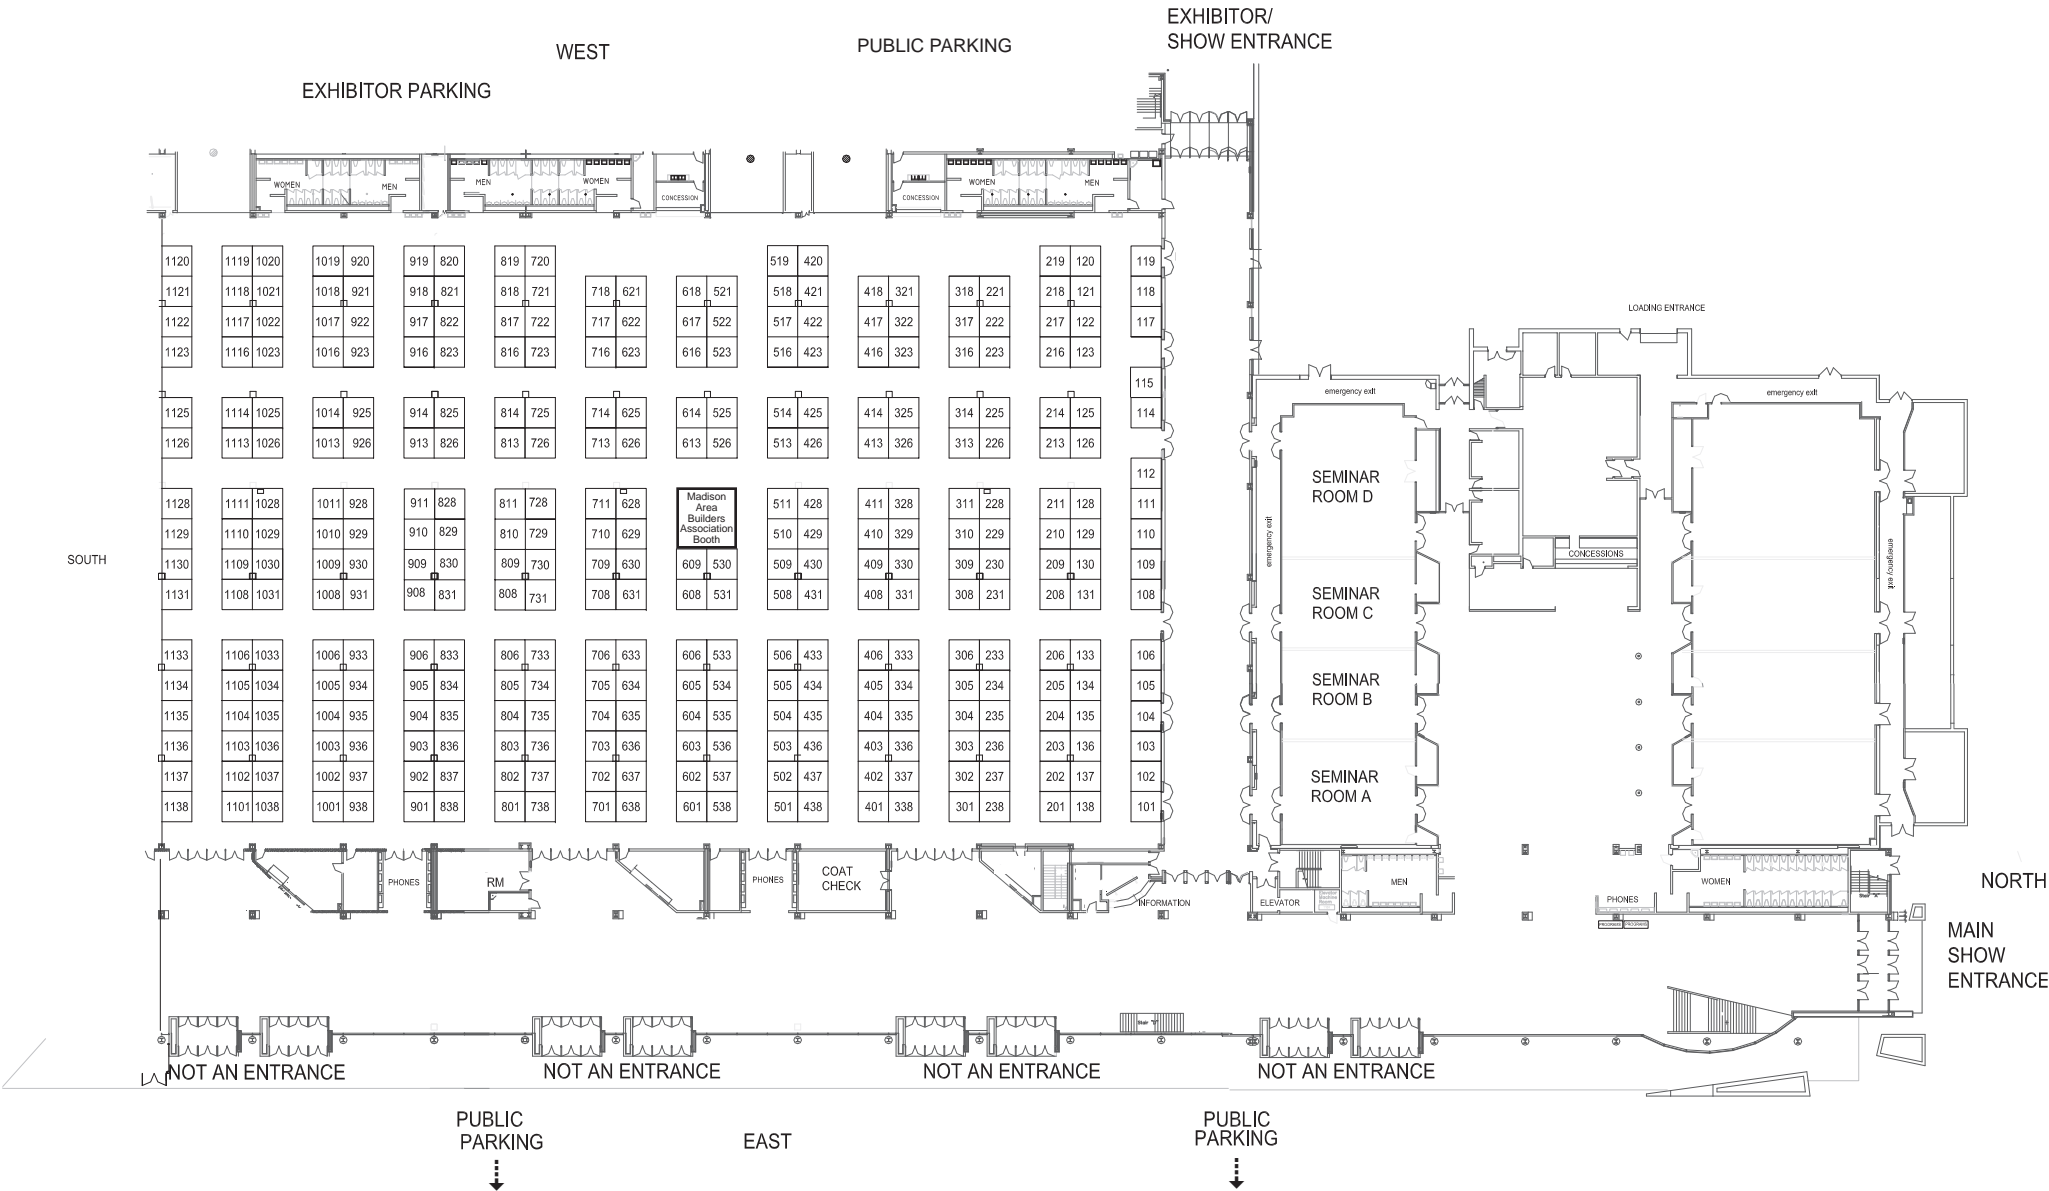 EXHIBITOR/
SHOW ENTRANCE
WEST
PUBLIC PARKING
EXHIBITOR PARKING
WOMEN MEN MEN WOMEN CONCESSION CONCESSION WOMEN MEN
1120 1119 1020 1019 920 919 820 819 720 519 420 219 120 119
1121 1118 1021 1018 921 918 821 818 721 718 621 618 521 518 421 418 321 318 221 218 121 118
1122 1117 1022 1017 922 917 822 817 722 717 622 617 522 517 422 417 322 317 222 217 122 117
1123 1116 1023 1016 923 916 823 816 723 716 623 616 523 516 423 416 323 316 223 216 123
115
1125 1114 1025 1014 925 914 825 814 725 714 625 614 525 514 425 414 325 314 225 214 125 114
1126 1113 1026 1013 926 913 826 813 726 713 626 613 526 513 426 413 326 313 226 213 126
112
1128 1111 1028 1011 928 911 828 811 728 711 628 511 428 411 328 311 228 211 128 111
Madison
Area
Builders
Association
Booth
1129 1110 1029 1010 929 910 829 810 729 710 629 510 429 410 329 310 229 210 129 110
1130 1109 1030 1009 930 909 830 809 730 709 630 609 530 509 430 409 330 309 230 209 130 109
1131 1108 1031 1008 931 908 831 808 731 708 631 608 531 508 431 408 331 308 231 208 131 108
1133 1106 1033 1006 933 906 833 806 733 706 633 606 533 506 433 406 333 306 233 206 133 106
1134 1105 1034 1005 934 905 834 805 734 705 634 605 534 505 434 405 334 305 234 205 134 105
1135 1104 1035 1004 935 904 835 804 735 704 635 604 535 504 435 404 335 304 235 204 135 104
1136 1103 1036 1003 936 903 836 803 736 703 636 603 536 503 436 403 336 303 236 203 136 103
1137 1102 1037 1002 937 902 837 802 737 702 637 602 537 502 437 402 337 302 237 202 137 102
1138 1101 1038 1001 938 901 838 801 738 701 638 601 538 501 438 401 338 301 238 201 138 101
SOUTH
LOADING ENTRANCE
emergency exit
emergency exit
SEMINAR
ROOM D
emergency exit
CONCESSIONS
emergency exit
SEMINAR
ROOM C
SEMINAR
ROOM B
SEMINAR
ROOM A
PHONES
RM
PHONES
COAT
CHECK
INFORMATION
ELEVATOR
MEN
PHONES
WOMEN
Stair "A"
NORTH
MAIN
SHOW
ENTRANCE
Stair "B"
NOT AN ENTRANCE
NOT AN ENTRANCE
NOT AN ENTRANCE
NOT AN ENTRANCE
PUBLIC
PARKING
EAST
PUBLIC
PARKING